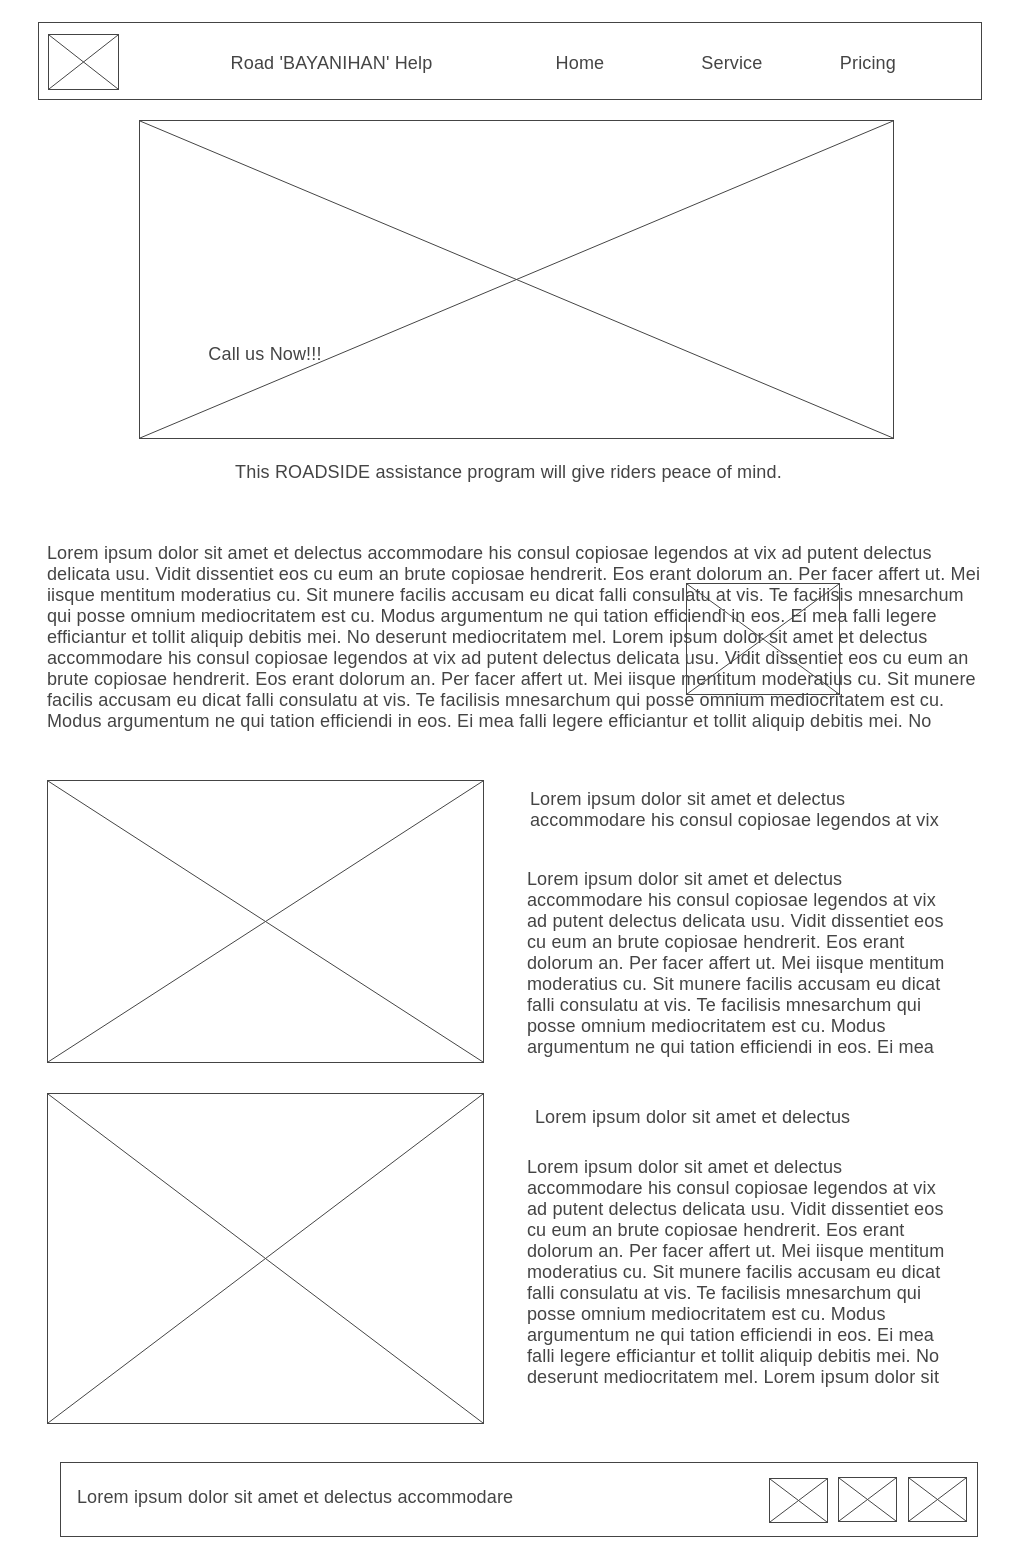 Road 'BAYANIHAN' Help Home Service Pricing
Call us Now!!!
This ROADSIDE assistance program will give riders peace of mind.
Lorem ipsum dolor sit amet et delectus accommodare his consul copiosae legendos at vix ad putent delectus
delicata usu. Vidit dissentiet eos cu eum an brute copiosae hendrerit. Eos erant dolorum an. Per facer affert ut. Mei
iisque mentitum moderatius cu. Sit munere facilis accusam eu dicat falli consulatu at vis. Te facilisis mnesarchum
qui posse omnium mediocritatem est cu. Modus argumentum ne qui tation efficiendi in eos. Ei mea falli legere
efficiantur et tollit aliquip debitis mei. No deserunt mediocritatem mel. Lorem ipsum dolor sit amet et delectus
accommodare his consul copiosae legendos at vix ad putent delectus delicata usu. Vidit dissentiet eos cu eum an
brute copiosae hendrerit. Eos erant dolorum an. Per facer affert ut. Mei iisque mentitum moderatius cu. Sit munere
facilis accusam eu dicat falli consulatu at vis. Te facilisis mnesarchum qui posse omnium mediocritatem est cu.
Modus argumentum ne qui tation efficiendi in eos. Ei mea falli legere efficiantur et tollit aliquip debitis mei. No
Lorem ipsum dolor sit amet et delectus
accommodare his consul copiosae legendos at vix
Lorem ipsum dolor sit amet et delectus
accommodare his consul copiosae legendos at vix
ad putent delectus delicata usu. Vidit dissentiet eos
cu eum an brute copiosae hendrerit. Eos erant
dolorum an. Per facer affert ut. Mei iisque mentitum
moderatius cu. Sit munere facilis accusam eu dicat
falli consulatu at vis. Te facilisis mnesarchum qui
posse omnium mediocritatem est cu. Modus
argumentum ne qui tation efficiendi in eos. Ei mea
Lorem ipsum dolor sit amet et delectus
Lorem ipsum dolor sit amet et delectus
accommodare his consul copiosae legendos at vix
ad putent delectus delicata usu. Vidit dissentiet eos
cu eum an brute copiosae hendrerit. Eos erant
dolorum an. Per facer affert ut. Mei iisque mentitum
moderatius cu. Sit munere facilis accusam eu dicat
falli consulatu at vis. Te facilisis mnesarchum qui
posse omnium mediocritatem est cu. Modus
argumentum ne qui tation efficiendi in eos. Ei mea
falli legere efficiantur et tollit aliquip debitis mei. No
deserunt mediocritatem mel. Lorem ipsum dolor sit
Lorem ipsum dolor sit amet et delectus accommodare